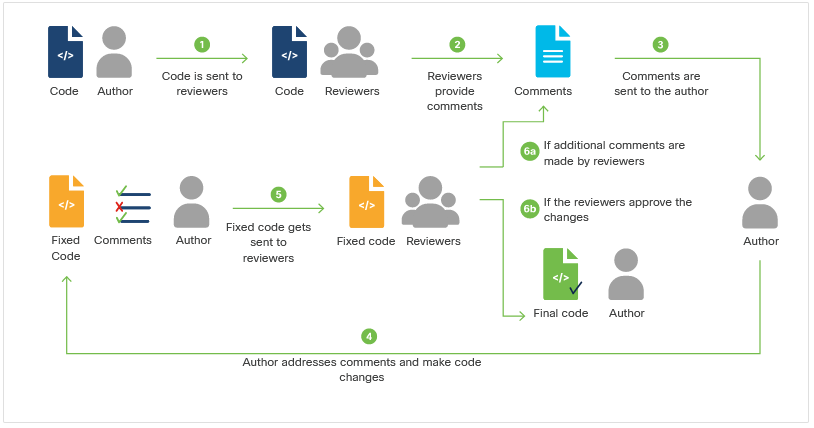 1
2
3
</>
</>
Code is sent to
reviewers
Reviewers
provide
comments
Comments are
sent to the author
Code
Author
Code
Reviewers
Comments
6a
If additional comments are
made by reviewers
5
</>
</>
6b
If the reviewers approve the
changes
Fixed
Code
Comments
Author
Fixed code gets
sent to
reviewers
Fixed code
Reviewers
Author
</>
Final code
Author
4
Author addresses comments and make code
changes